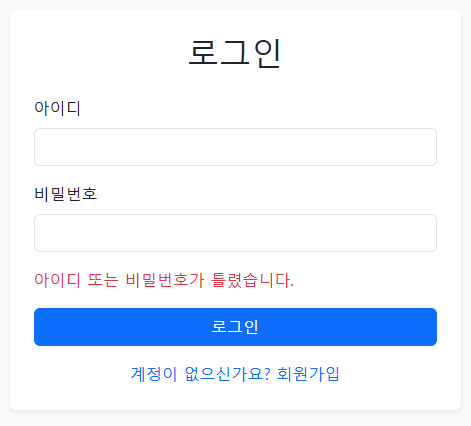 로그인
아이디
비밀번호
아이디 또는 비밀번호가 틀렸습니다.
로그인
계정이 없으신가요? 회원가입